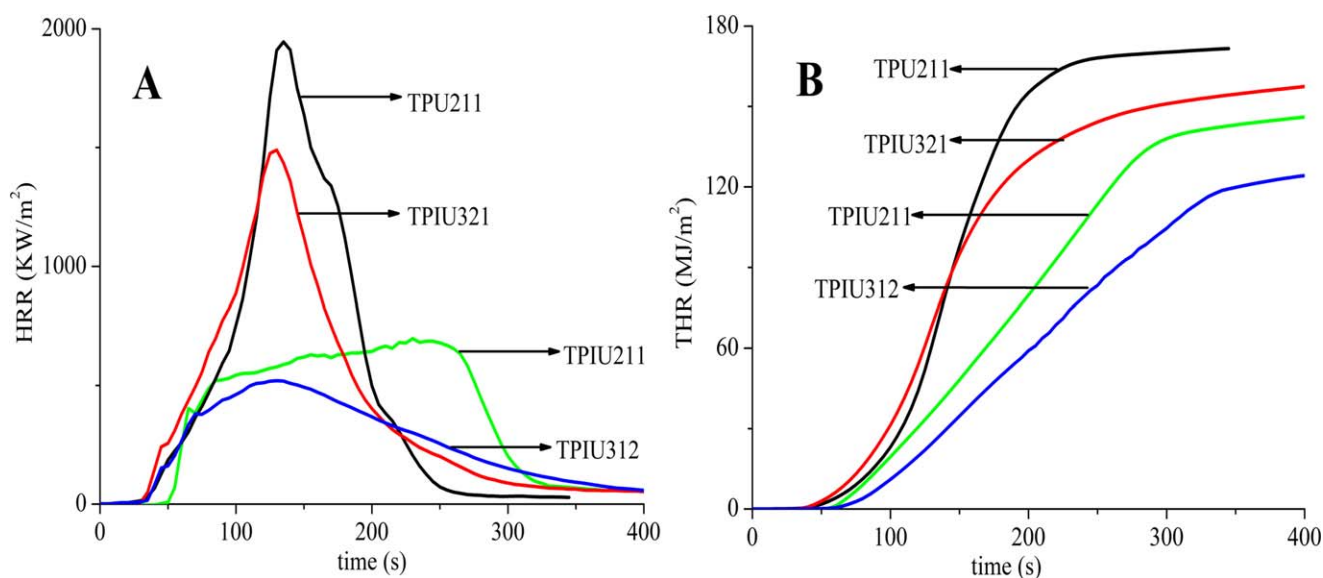 A
HRR (KW/m²)
2000
1000
0
TPU211
TPIU321
TPIU211
TPIU312
0 100 200 300 400
time (s)
B
THR (MJ/m²)
180
120
60
0
TPU211
TPIU321
TPIU211
TPIU312
0 100 200 300 400
time (s)